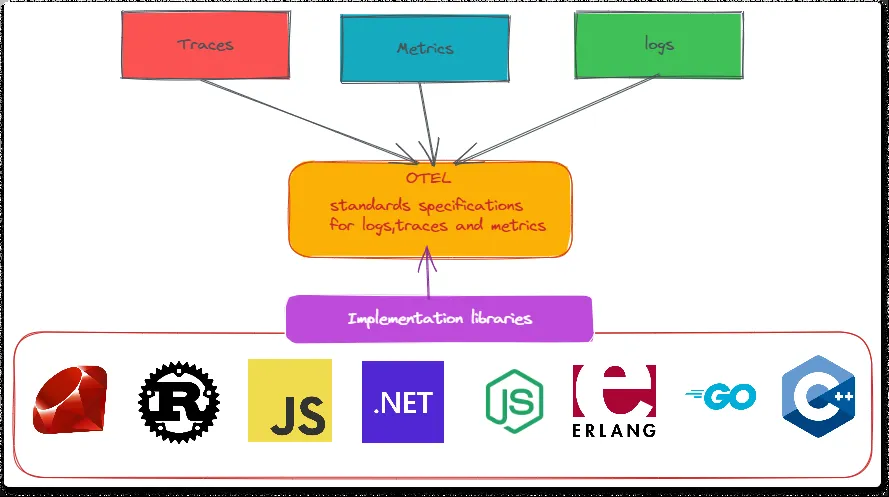 Traces
Metrics
logs
OTEL
standards specifications
for logs,traces and metrics
Implementation libraries
R
JS
.NET
JS
e
ERLANG
GO
C++